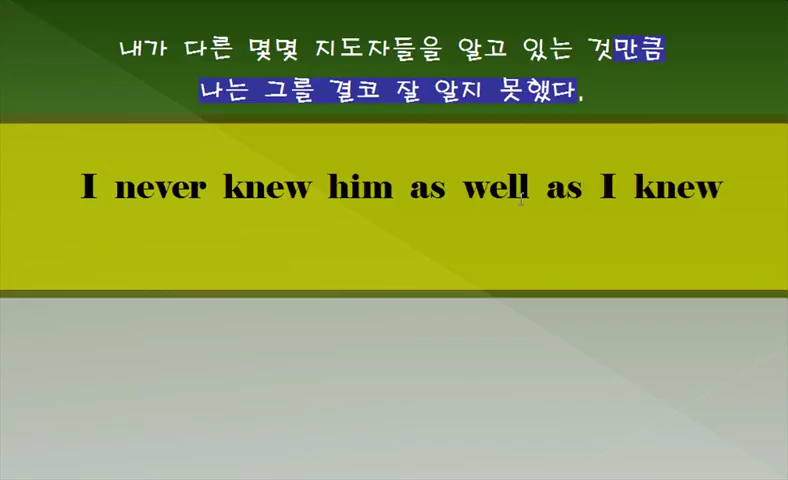 내가 다른 몇몇 지도자들을 알고 있는 것만큼
나는 그를 결코 잘 알지 못했다.
I never knew him as well as I knew